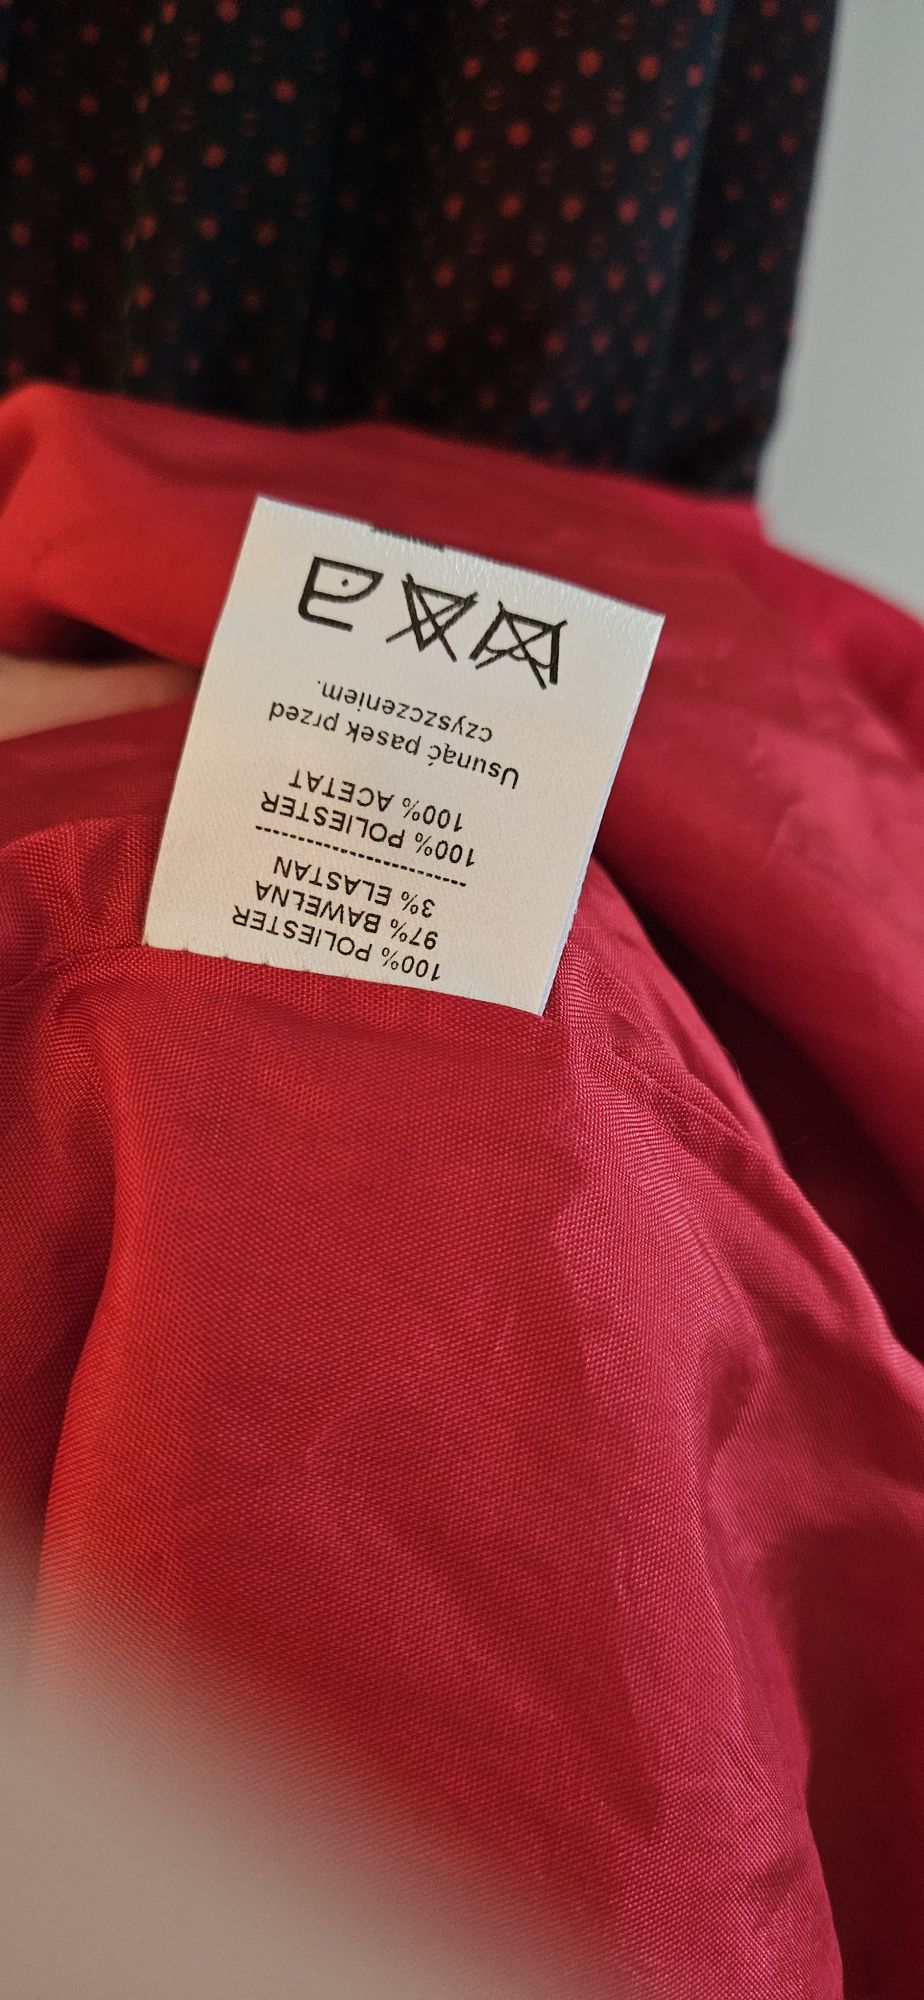 100% POLIESTER
97% BAWEŁNA
3% ELASTAN
-----------------------
100% POLIESTER
100% ACETAT
Usunąć pasek przed
czyszczeniem.